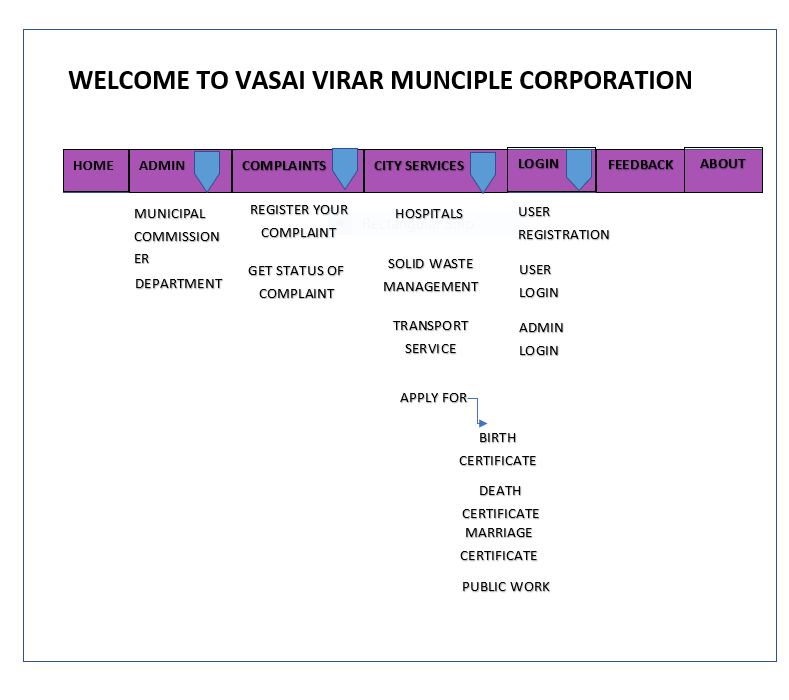 WELCOME TO VASAI VIRAR MUNCIPLE CORPORATION
HOME
ADMIN
COMPLAINTS
CITY SERVICES
LOGIN
FEEDBACK
ABOUT
MUNICIPAL
COMMISSION
ER
DEPARTMENT
REGISTER YOUR
COMPLAINT
GET STATUS OF
COMPLAINT
HOSPITALS
SOLID WASTE
MANAGEMENT
TRANSPORT
SERVICE
APPLY FOR
BIRTH
CERTIFICATE
DEATH
CERTIFICATE
MARRIAGE
CERTIFICATE
PUBLIC WORK
USER
REGISTRATION
USER
LOGIN
ADMIN
LOGIN